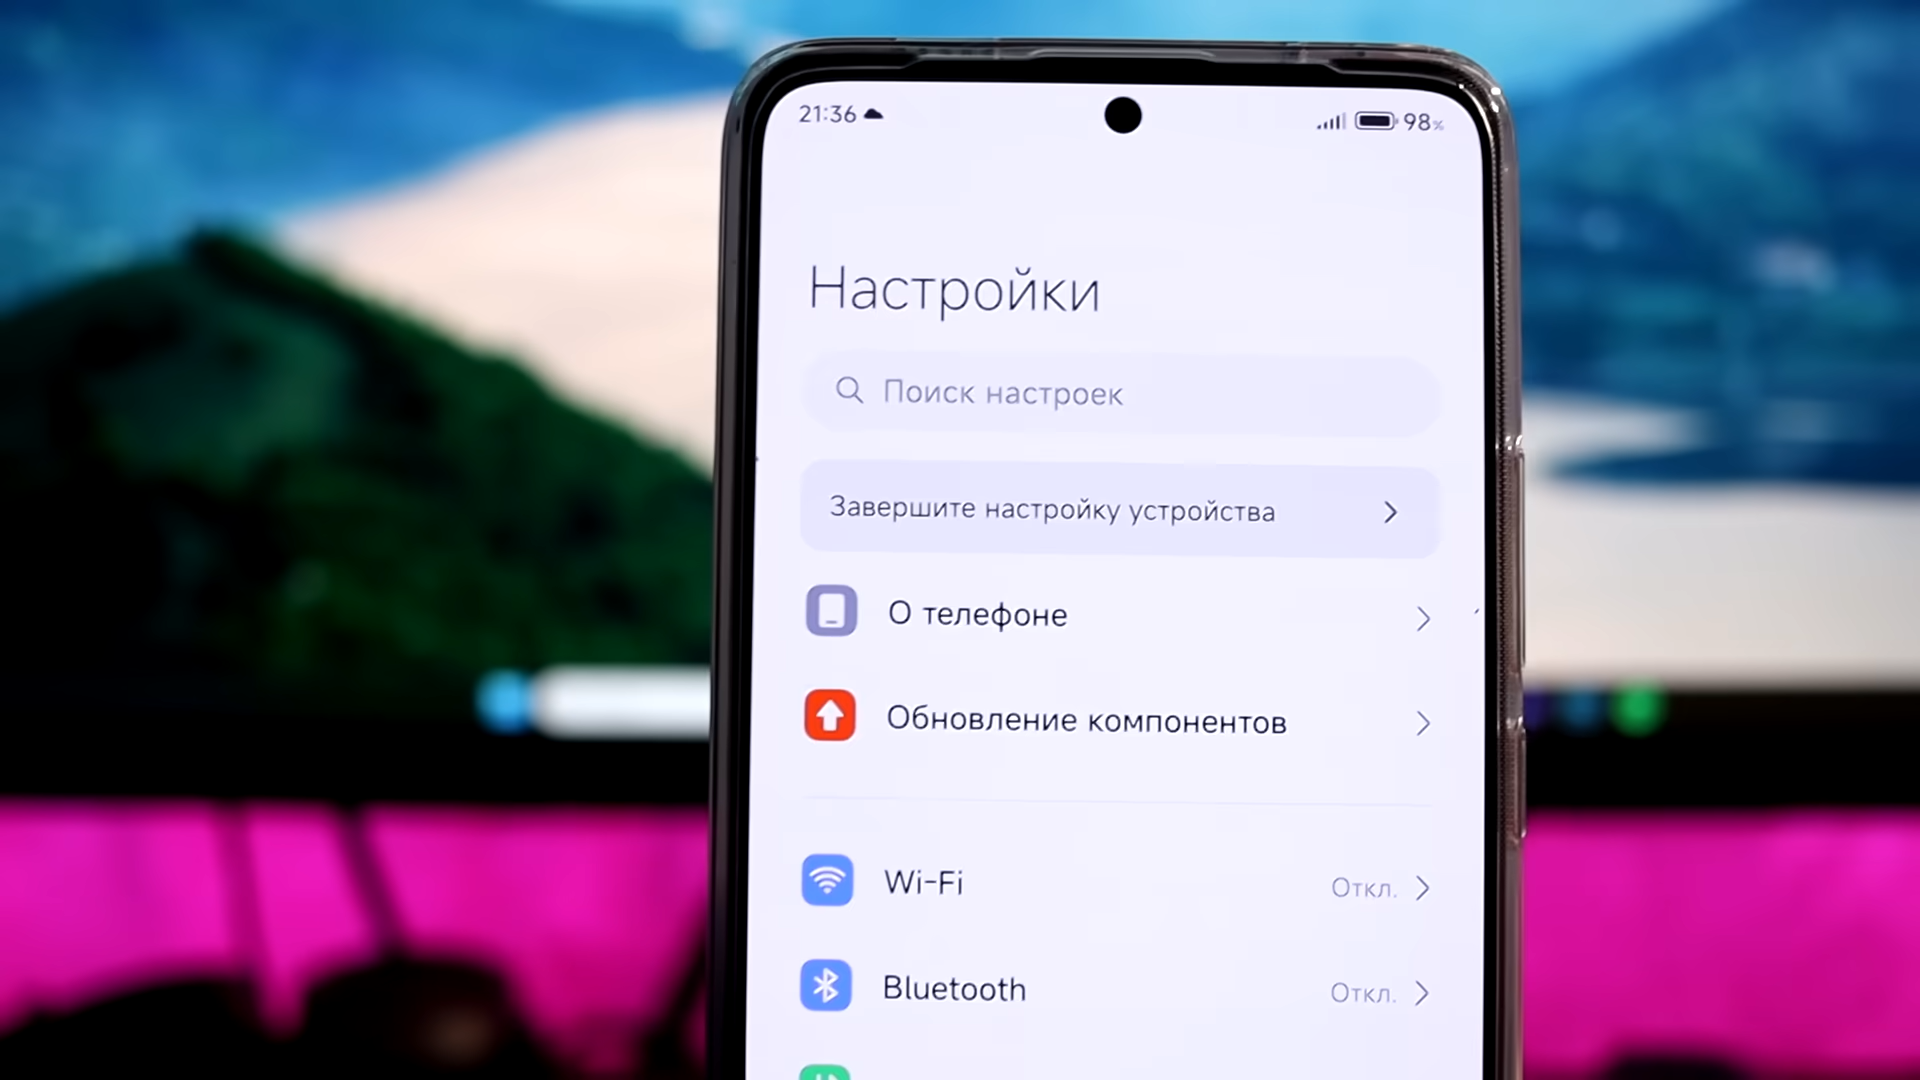 21:36 98%
Настройки
Поиск настроек
Завершите настройку устройства
О телефоне
Обновление компонентов
Wi-Fi Откл.
Bluetooth Откл.